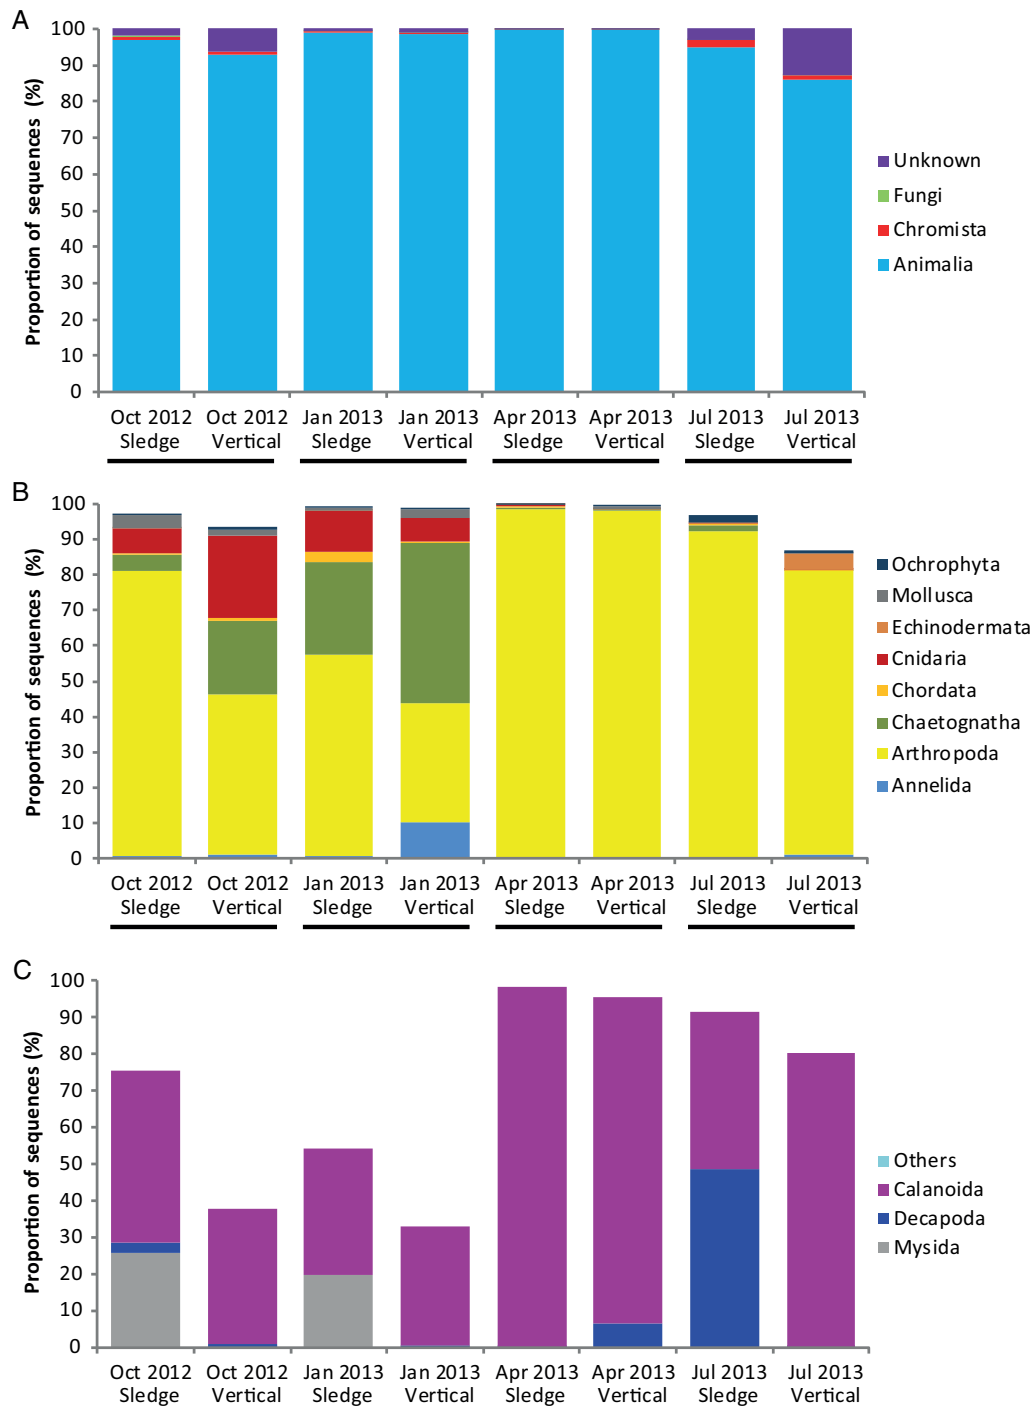 A
Proportion of sequences (%)
100
90
80
70
60
50
40
30
20
10
0
Oct 2012 Oct 2012 Jan 2013 Jan 2013 Apr 2013 Apr 2013 Jul 2013 Jul 2013
Sledge Vertical Sledge Vertical Sledge Vertical Sledge Vertical
Unknown
Fungi
Chromista
Animalia
B
Proportion of sequences (%)
100
90
80
70
60
50
40
30
20
10
0
Oct 2012 Oct 2012 Jan 2013 Jan 2013 Apr 2013 Apr 2013 Jul 2013 Jul 2013
Sledge Vertical Sledge Vertical Sledge Vertical Sledge Vertical
Ochrophyta
Mollusca
Echinodermata
Cnidaria
Chordata
Chaetognatha
Arthropoda
Annelida
C
Proportion of sequences (%)
100
90
80
70
60
50
40
30
20
10
0
Oct 2012 Oct 2012 Jan 2013 Jan 2013 Apr 2013 Apr 2013 Jul 2013 Jul 2013
Sledge Vertical Sledge Vertical Sledge Vertical Sledge Vertical
Others
Calanoida
Decapoda
Mysida